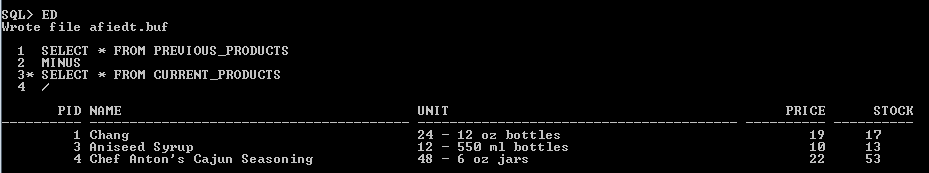 SQL> ED
Wrote file afiedt.buf
1 SELECT * FROM PREVIOUS_PRODUCTS
2 MINUS
3* SELECT * FROM CURRENT_PRODUCTS
4 /
PID NAME UNIT PRICE STOCK
1 Chang 24 - 12 oz bottles 19 17
3 Aniseed Syrup 12 - 550 ml bottles 10 13
4 Chef Anton's Cajun Seasoning 48 - 6 oz jars 22 53